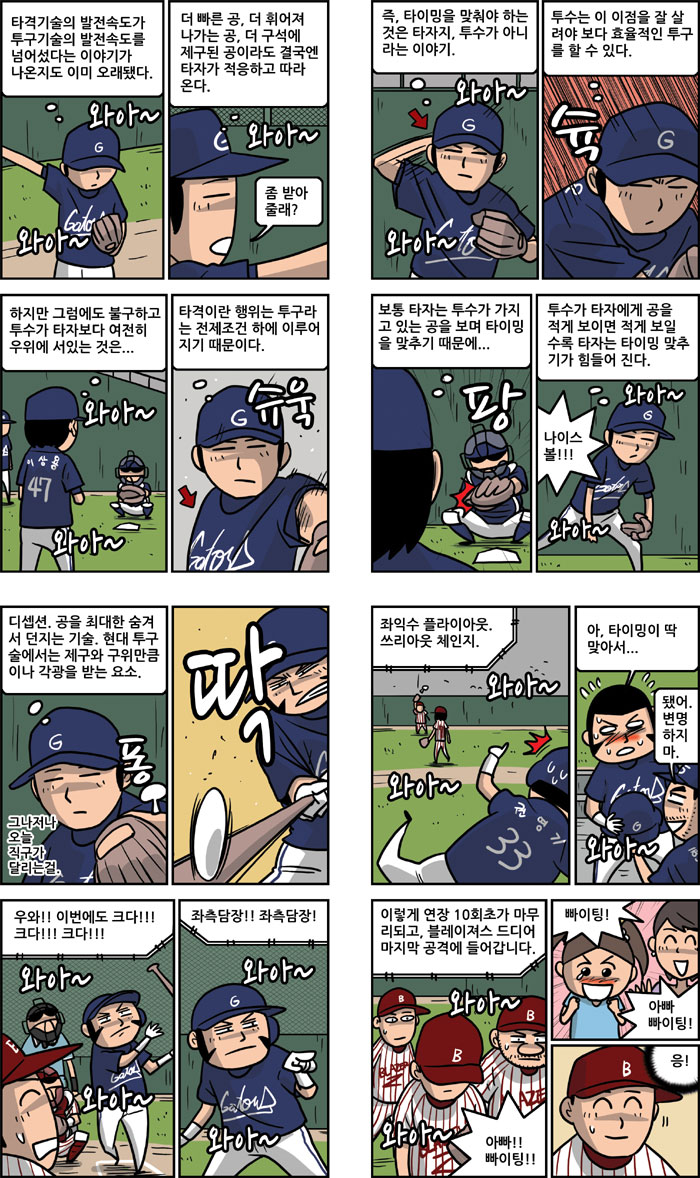 타격기술의 발전속도가
투구기술의 발전속도를
넘어섰다는 이야기가
나온지도 이미 오래됐다.
와아~
G
Gators
와아~
더 빠른 공, 더 휘어져
나가는 공, 더 구석에
제구된 공이라도 결국엔
타자가 적응하고 따라
온다.
와아~
G
좀 받아
줄래?
하지만 그럼에도 불구하고
투수가 타자보다 여전히
우위에 서있는 것은...
와아~
47
와아~
타격이란 행위는 투구라
는 전제조건 하에 이루어
지기 때문이다.
슈욱
G
Gators
즉, 타이밍을 맞춰야 하는
것은 타자지, 투수가 아니
라는 이야기.
와아~
G
와아~
투수는 이 이점을 잘 살
려야 보다 효율적인 투구
를 할 수 있다.
슉
G
보통 타자는 투수가 가지
고 있는 공을 보며 타이밍
을 맞추기 때문에...
팡
투수가 타자에게 공을
적게 보이면 적게 보일
수록 타자는 타이밍 맞추
기가 힘들어 진다.
와아~
G
나이스
볼!!!
와아~
디셉션. 공을 최대한 숨겨
서 던지는 기술. 현대 투구
술에서는 제구와 구위만큼
이나 각광을 받는 요소.
G
퐁
그나저나
오늘
직구가
달리는걸.
딱
G
우와!! 이번에도 크다!!!
크다!!! 크다!!!
와아~
G
Gators
와아~
좌측담장!! 좌측담장!
와아~
G
Gators
와아~
좌익수 플라이아웃.
쓰리아웃 체인지.
와아~
와아~
권영기
33
아, 타이밍이 딱
맞아서...
됐어.
변명
하지
마.
와아~
이렇게 연장 10회초가 마무
리되고, 블레이져스 드디어
마지막 공격에 들어갑니다.
와아~
B
B
B
와아~
아빠!!
빠이팅!!
빠이팅!
아빠
빠이팅!
B
응!